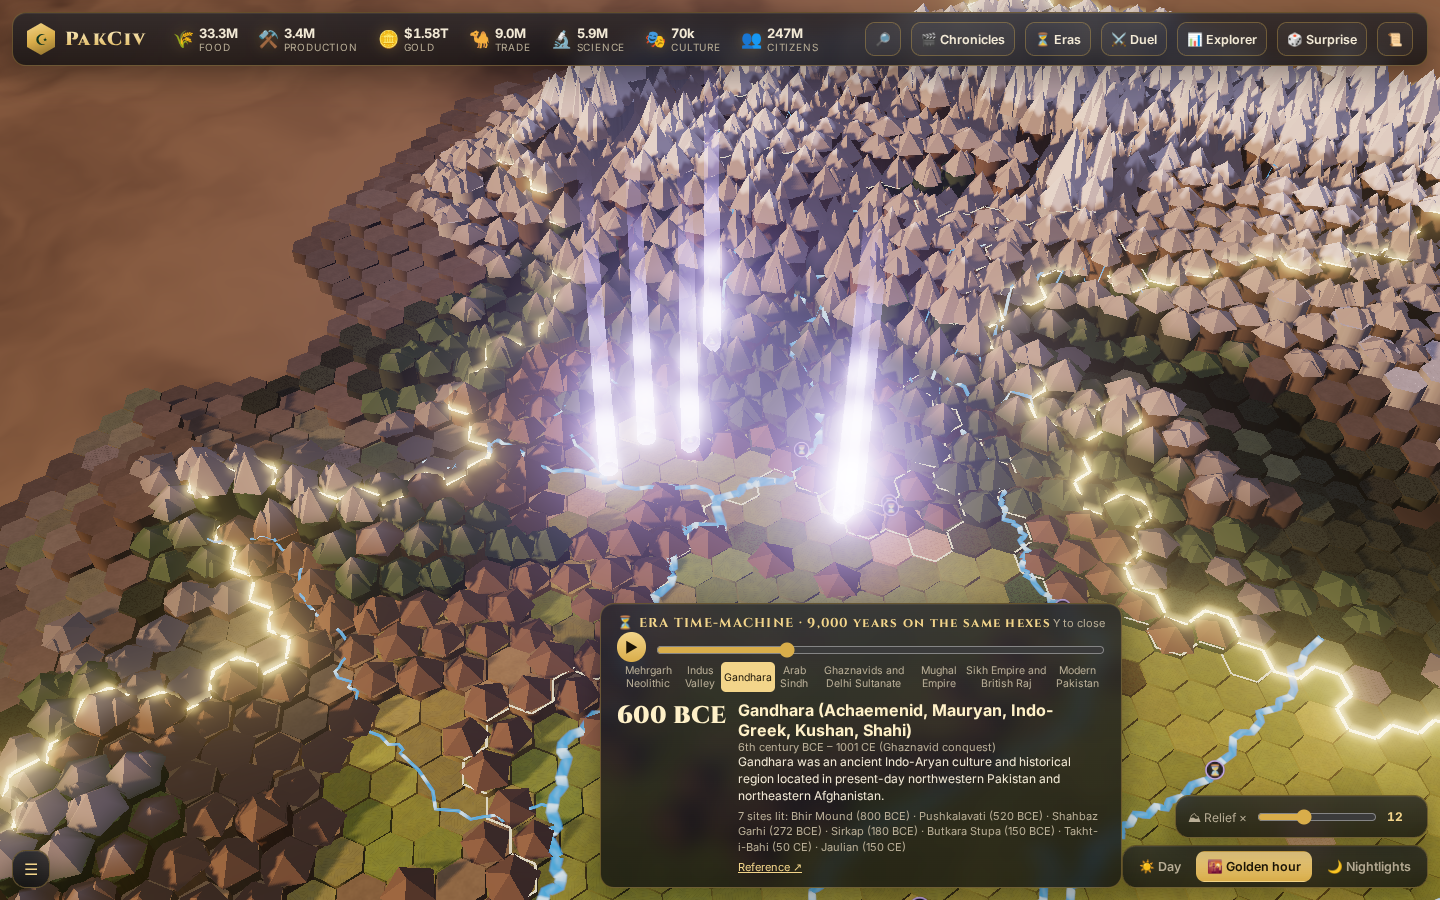 PAKCIV
33.3M
FOOD
3.4M
PRODUCTION
$1.58T
GOLD
9.0M
TRADE
5.9M
SCIENCE
70k
CULTURE
247M
CITIZENS
Chronicles
Eras
Duel
Explorer
Surprise
ERA TIME-MACHINE · 9,000 YEARS ON THE SAME HEXES
Y to close
Mehrgarh
Neolithic
Indus
Valley
Gandhara
Arab
Sindh
Ghaznavids and
Delhi Sultanate
Mughal
Empire
Sikh Empire and
British Raj
Modern
Pakistan
600 BCE
Gandhara (Achaemenid, Mauryan, Indo-
Greek, Kushan, Shahi)
6th century BCE – 1001 CE (Ghaznavid conquest)
Gandhara was an ancient Indo-Aryan culture and historical
region located in present-day northwestern Pakistan and
northeastern Afghanistan.
7 sites lit: Bhir Mound (800 BCE) · Pushkalavati (520 BCE) · Shahbaz
Garhi (272 BCE) · Sirkap (180 BCE) · Butkara Stupa (150 BCE) · Takht-
i-Bahi (50 CE) · Jaulian (150 CE)
Reference ↗
Relief ×
12
Day
Golden hour
Nightlights